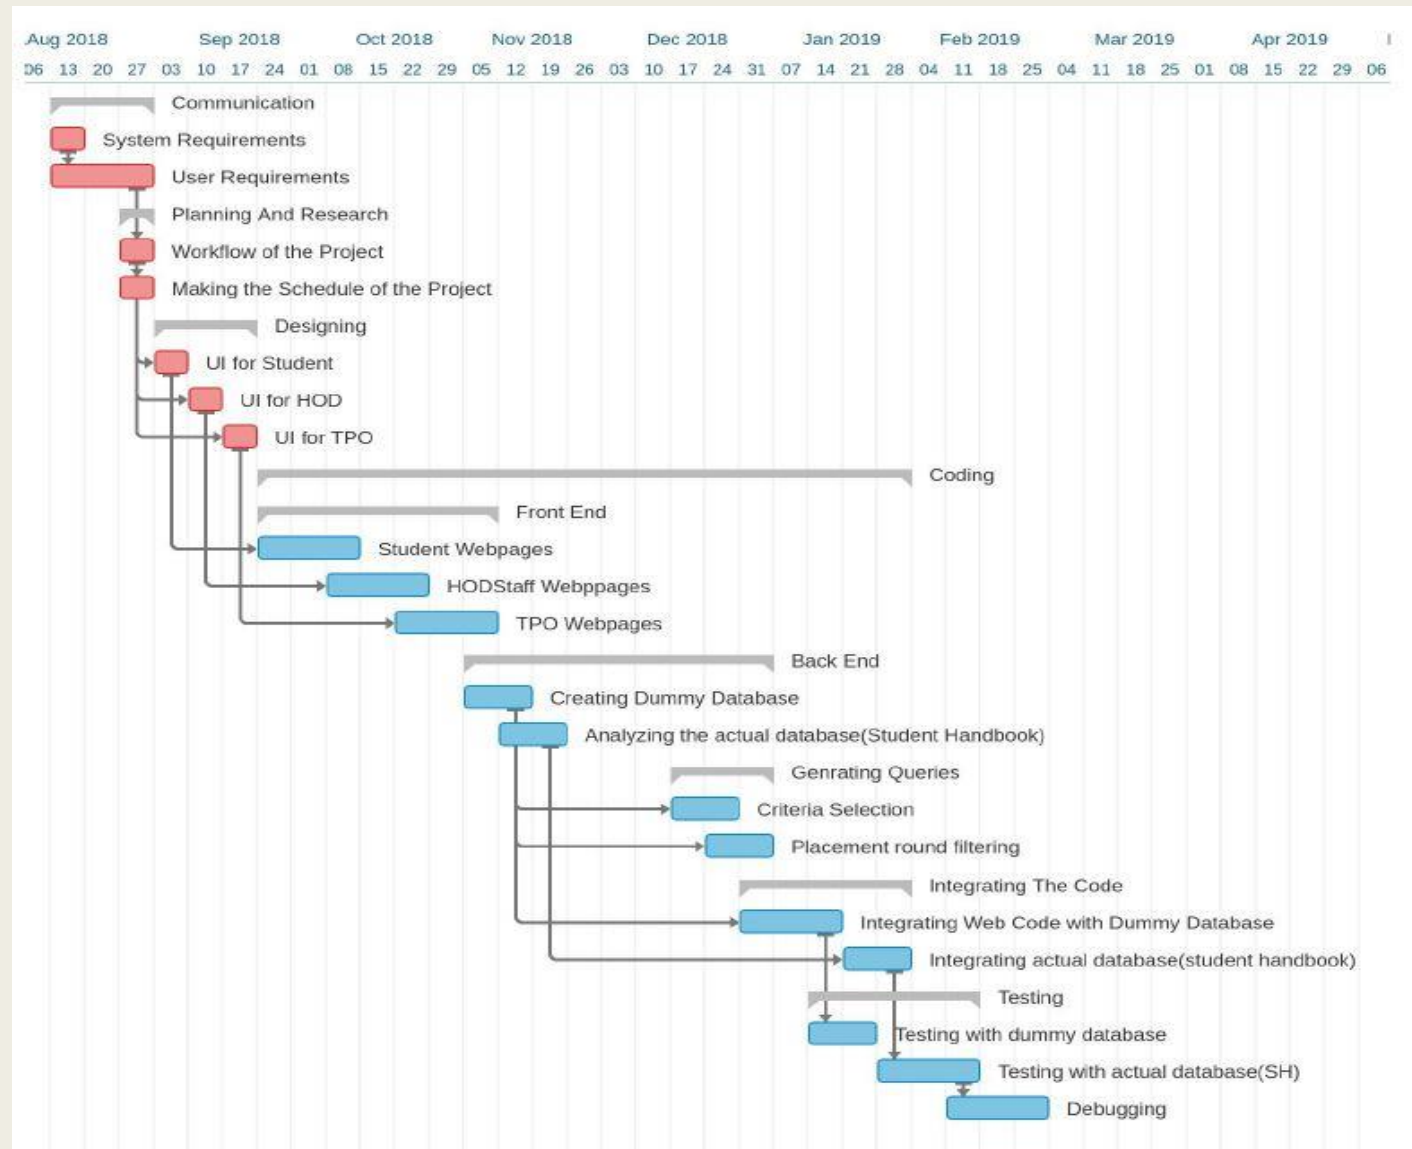 Aug 2018 Sep 2018 Oct 2018 Nov 2018 Dec 2018 Jan 2019 Feb 2019 Mar 2019 Apr 2019
06 13 20 27 03 10 17 24 01 08 15 22 29 05 12 19 26 03 10 17 24 31 07 14 21 28 04 11 18 25 04 11 18 25 01 08 15 22 29 06
Communication
System Requirements
User Requirements
Planning And Research
Workflow of the Project
Making the Schedule of the Project
Designing
UI for Student
UI for HOD
UI for TPO
Coding
Front End
Student Webpages
HODStaff Webppages
TPO Webpages
Back End
Creating Dummy Database
Analyzing the actual database(Student Handbook)
Genrating Queries
Criteria Selection
Placement round filtering
Integrating The Code
Integrating Web Code with Dummy Database
Integrating actual database(student handbook)
Testing
Testing with dummy database
Testing with actual database(SH)
Debugging